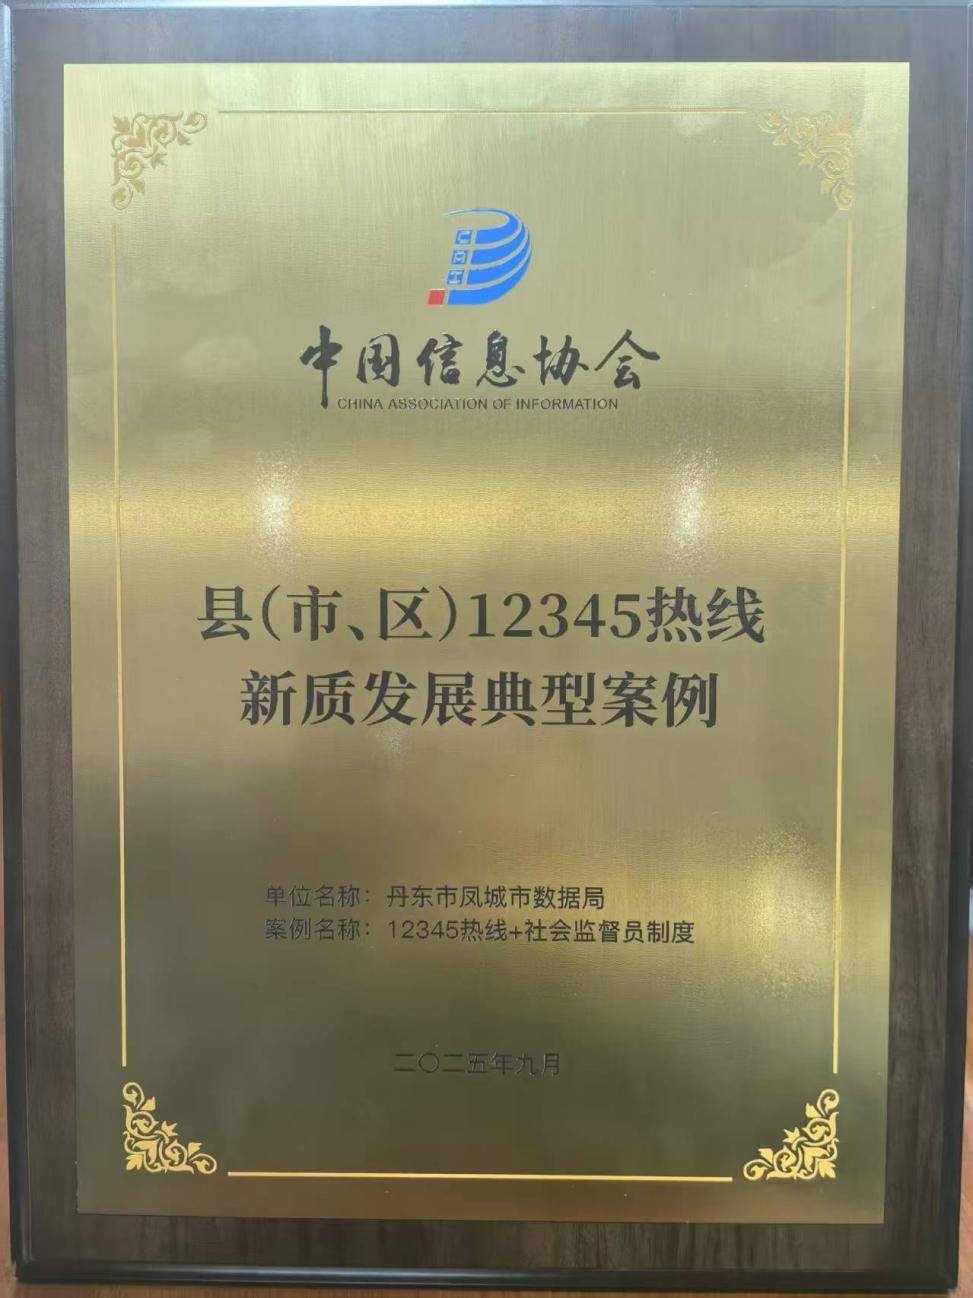 CAI
中国信息协会
CHINA ASSOCIATION OF INFORMATION
县(市、区)12345热线
新质发展典型案例
单位名称：丹东市凤城市数据局
案例名称：12345热线+社会监督员制度
二〇二五年九月